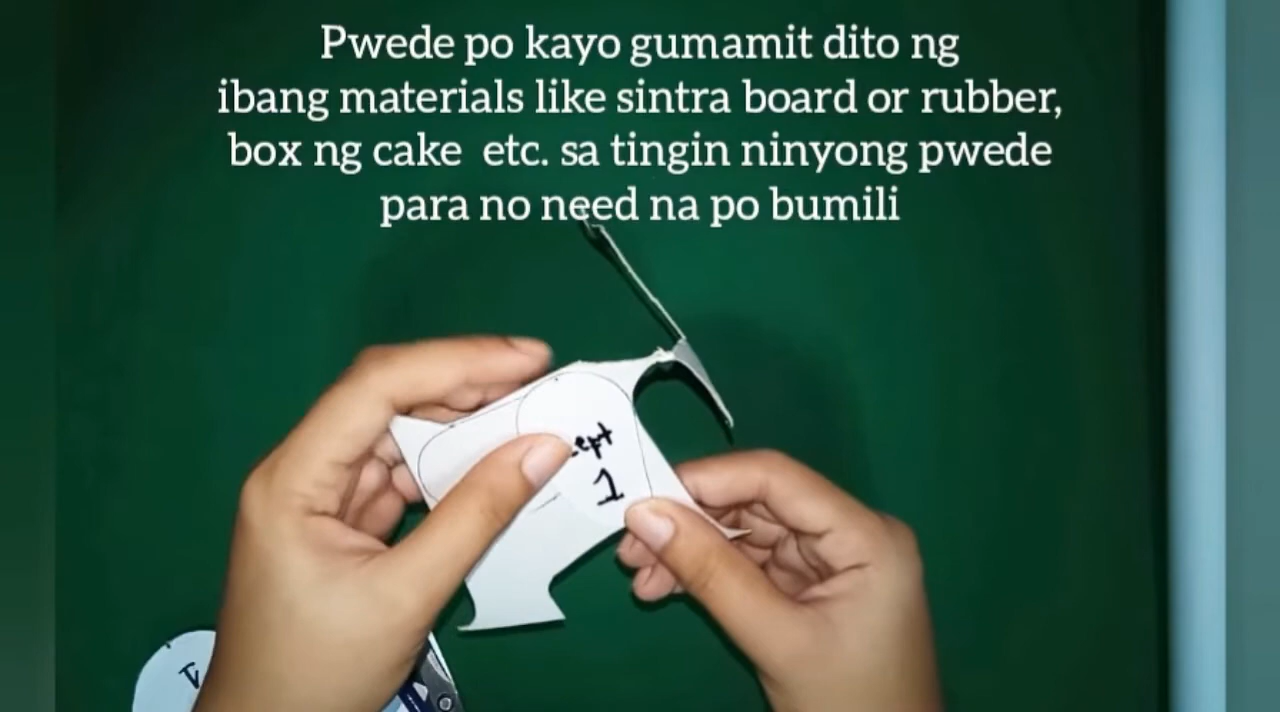 Pwede po kayo gumamit dito ng
ibang materials like sintra board or rubber,
box ng cake etc. sa tingin ninyong pwede
para no need na po bumili
1